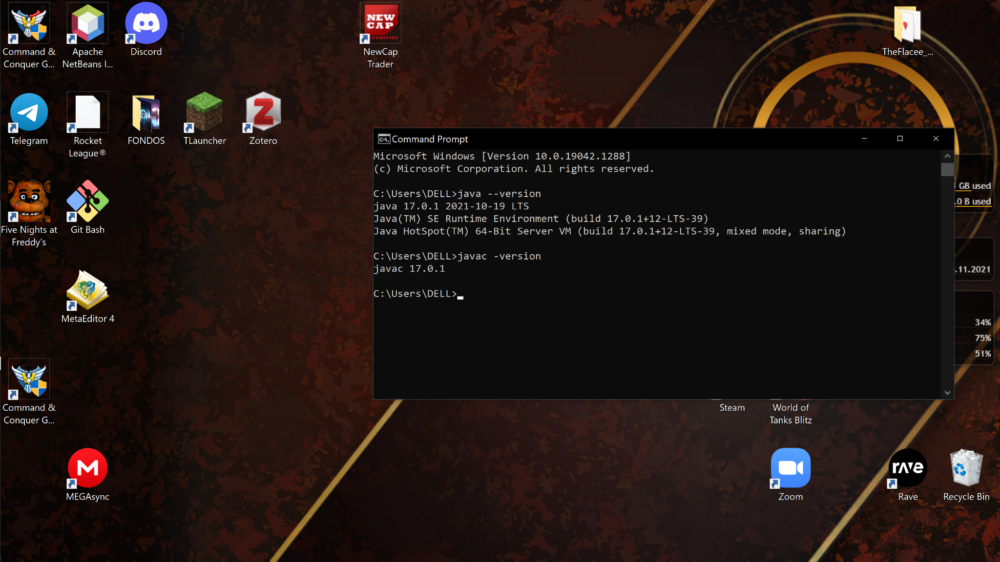 Command &
Conquer G...
Apache
NetBeans I...
Discord
NEW
CAP
NewCap
Trader
TheFlacee_...
Telegram
Rocket
League®
FONDOS
TLauncher
Z
Zotero
Five Nights at
Freddy's
Git Bash
MetaEditor 4
Command &
Conquer G...
M
MEGAsync
C:\.
Command Prompt
Microsoft Windows [Version 10.0.19042.1288]
(c) Microsoft Corporation. All rights reserved.
C:\Users\DELL>java --version
java 17.0.1 2021-10-19 LTS
Java(TM) SE Runtime Environment (build 17.0.1+12-LTS-39)
Java HotSpot(TM) 64-Bit Server VM (build 17.0.1+12-LTS-39, mixed mode, sharing)
C:\Users\DELL>javac -version
javac 17.0.1
C:\Users\DELL>
GB used
.0 B used
.11.2021
34%
75%
51%
Steam
World of
Tanks Blitz
Zoom
rave
Rave
Recycle Bin